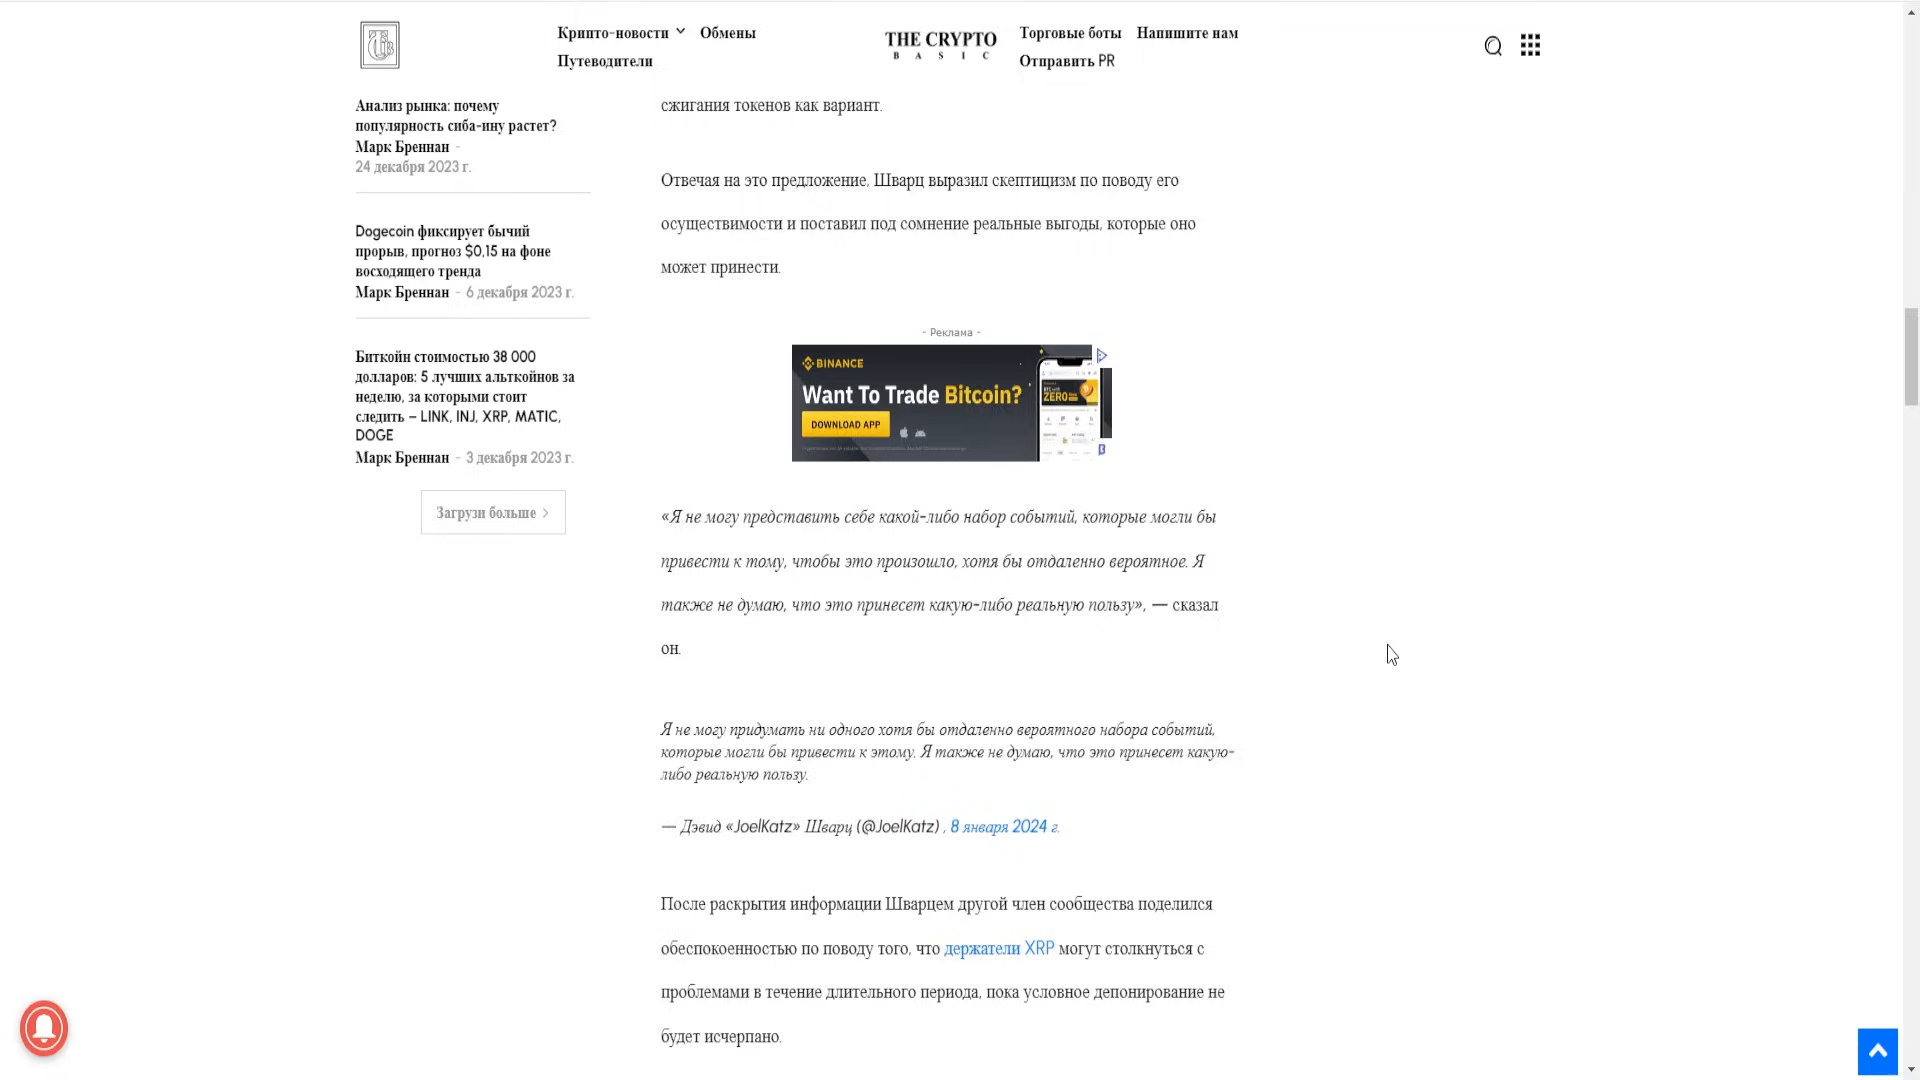 Крипто-новости
Обмены
Путеводители
THE CRYPTO
BASIC
Торговые боты
Напишите нам
Отправить PR
Анализ рынка: почему
популярность сиба-ину растет?
Марк Бреннан -
24 декабря 2023 г.
Dogecoin фиксирует бычий
прорыв, прогноз $0,15 на фоне
восходящего тренда
Марк Бреннан - 6 декабря 2023 г.
Биткойн стоимостью 38 000
долларов: 5 лучших альткойнов за
неделю, за которыми стоит
следить – LINK, INJ, XRP, MATIC,
DOGE
Марк Бреннан - 3 декабря 2023 г.
Загрузи больше
сжигания токенов как вариант.
Отвечая на это предложение, Шварц выразил скептицизм по поводу его
осуществимости и поставил под сомнение реальные выгоды, которые оно
может принести.
- Реклама -
BINANCE
Want To Trade Bitcoin?
DOWNLOAD APP
ZERO
«Я не могу представить себе какой-либо набор событий, которые могли бы
привести к тому, чтобы это произошло, хотя бы отдаленно вероятное. Я
также не думаю, что это принесет какую-либо реальную пользу», — сказал
он.
Я не могу придумать ни одного хотя бы отдаленно вероятного набора событий,
которые могли бы привести к этому. Я также не думаю, что это принесет какую-
либо реальную пользу.
— Дэвид «JoelKatz» Шварц (@JoelKatz) , 8 января 2024 г.
После раскрытия информации Шварцем другой член сообщества поделился
обеспокоенностью по поводу того, что держатели XRP могут столкнуться с
проблемами в течение длительного периода, пока условное депонирование не
будет исчерпано.